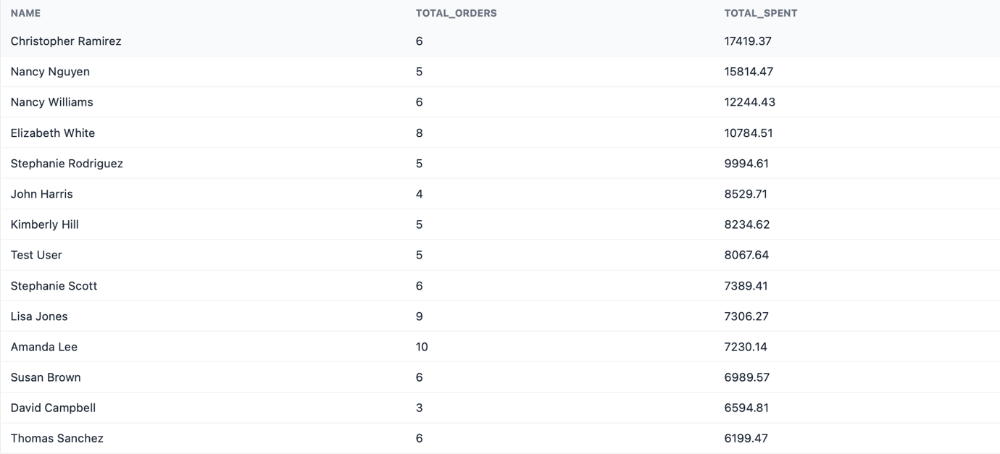 NAME TOTAL_ORDERS TOTAL_SPENT
Christopher Ramirez 6 17419.37
Nancy Nguyen 5 15814.47
Nancy Williams 6 12244.43
Elizabeth White 8 10784.51
Stephanie Rodriguez 5 9994.61
John Harris 4 8529.71
Kimberly Hill 5 8234.62
Test User 5 8067.64
Stephanie Scott 6 7389.41
Lisa Jones 9 7306.27
Amanda Lee 10 7230.14
Susan Brown 6 6989.57
David Campbell 3 6594.81
Thomas Sanchez 6 6199.47